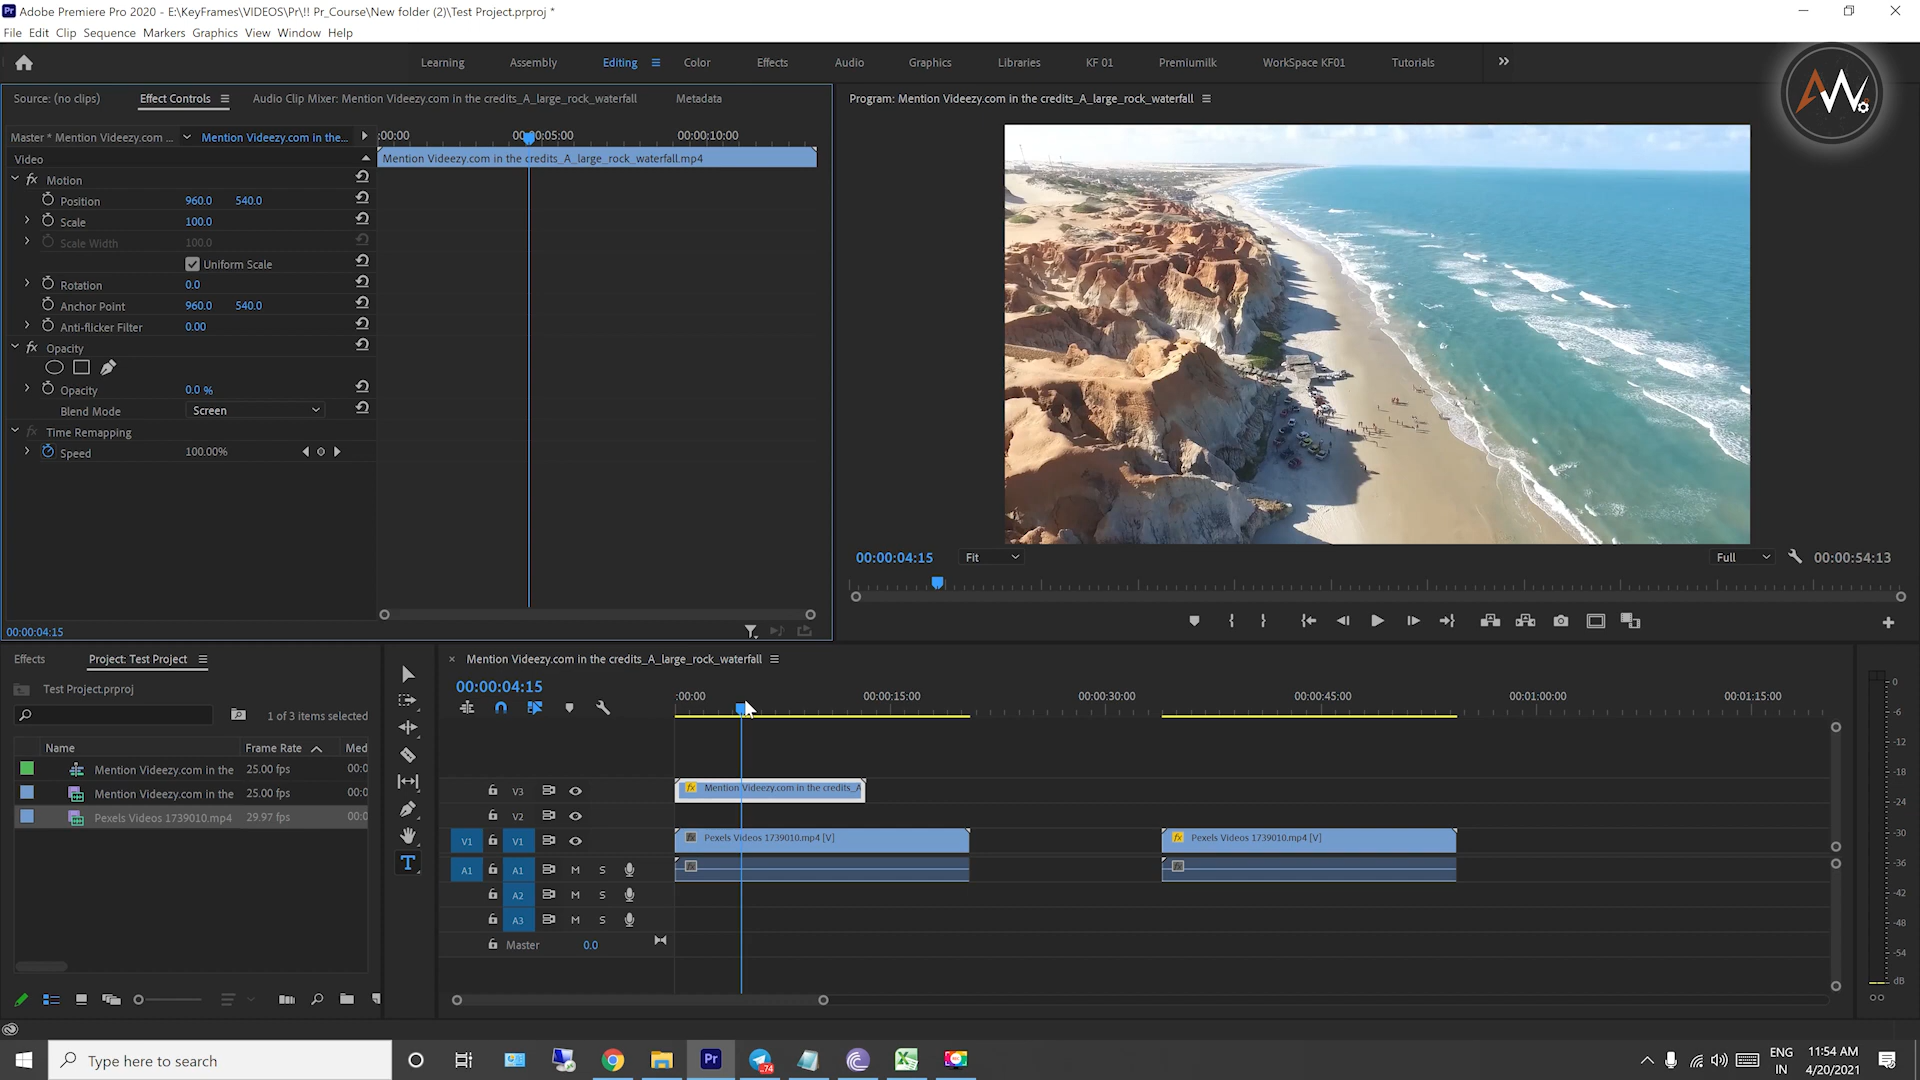 Adobe Premiere Pro 2020 - E:\KeyFrames\VIDEOS\Pr\!! Pr_Course\New folder (2)\Test Project.prproj *
File Edit Clip Sequence Markers Graphics View Window Help
Learning Assembly Editing Color Effects Audio Graphics Libraries KF 01 Premiumilk WorkSpace KF01 Tutorials
Source: (no clips) Effect Controls Audio Clip Mixer: Mention Videezy.com in the credits_A_large_rock_waterfall Metadata
Program: Mention Videezy.com in the credits_A_large_rock_waterfall
AW
Master * Mention Videezy.com ... Mention Videezy.com in the...
:00:00 00:00:05:00 00:00:10:00
Video
Mention Videezy.com in the credits_A_large_rock_waterfall.mp4
fx Motion
Position 960.0 540.0
Scale 100.0
Scale Width 100.0
Uniform Scale
Rotation 0.0
Anchor Point 960.0 540.0
Anti-flicker Filter 0.00
fx Opacity
Opacity 0.0 %
Blend Mode Screen
fx Time Remapping
Speed 100.00%
00:00:04:15
00:00:04:15 Fit Full 00:00:54:13
Effects Project: Test Project
Test Project.prproj
1 of 3 items selected
Name Frame Rate Med
Mention Videezy.com in the 25.00 fps 00:0
Mention Videezy.com in the 25.00 fps 00:0
Pexels Videos 1739010.mp4 29.97 fps 00:0
Mention Videezy.com in the credits_A_large_rock_waterfall
00:00:04:15
:00:00 00:00:15:00 00:00:30:00 00:00:45:00 00:01:00:00 00:01:15:00
V3 fx Mention Videezy.com in the credits_A
V2
V1 V1 fx Pexels Videos 1739010.mp4 [V] fx Pexels Videos 1739010.mp4 [V]
A1 A1 M S fx fx
A2 M S
A3 M S
Master 0.0
0
-6
-12
-18
-24
-30
-36
-42
-48
-54
dB
Type here to search
Pr
74
ENG
IN
11:54 AM
4/20/2021